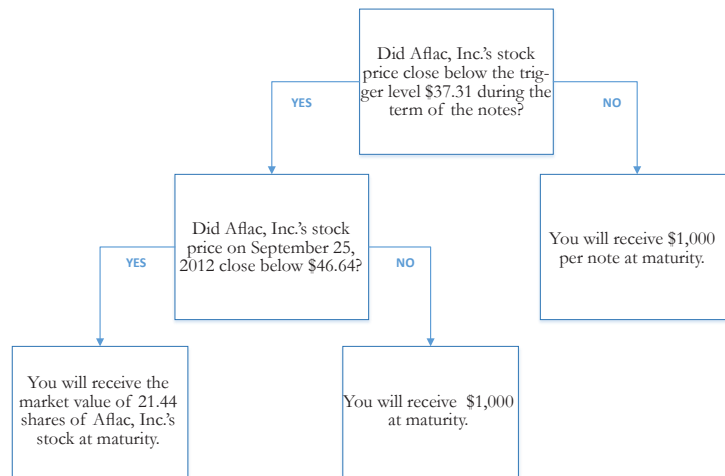 Did Aflac, Inc.'s stock
price close below the trig-
ger level $37.31 during the
term of the notes?
YES
NO
Did Aflac, Inc.'s stock
price on September 25,
2012 close below $46.64?
You will receive $1,000
per note at maturity.
YES
NO
You will receive the
market value of 21.44
shares of Aflac, Inc.'s
stock at maturity.
You will receive  $1,000
at maturity.